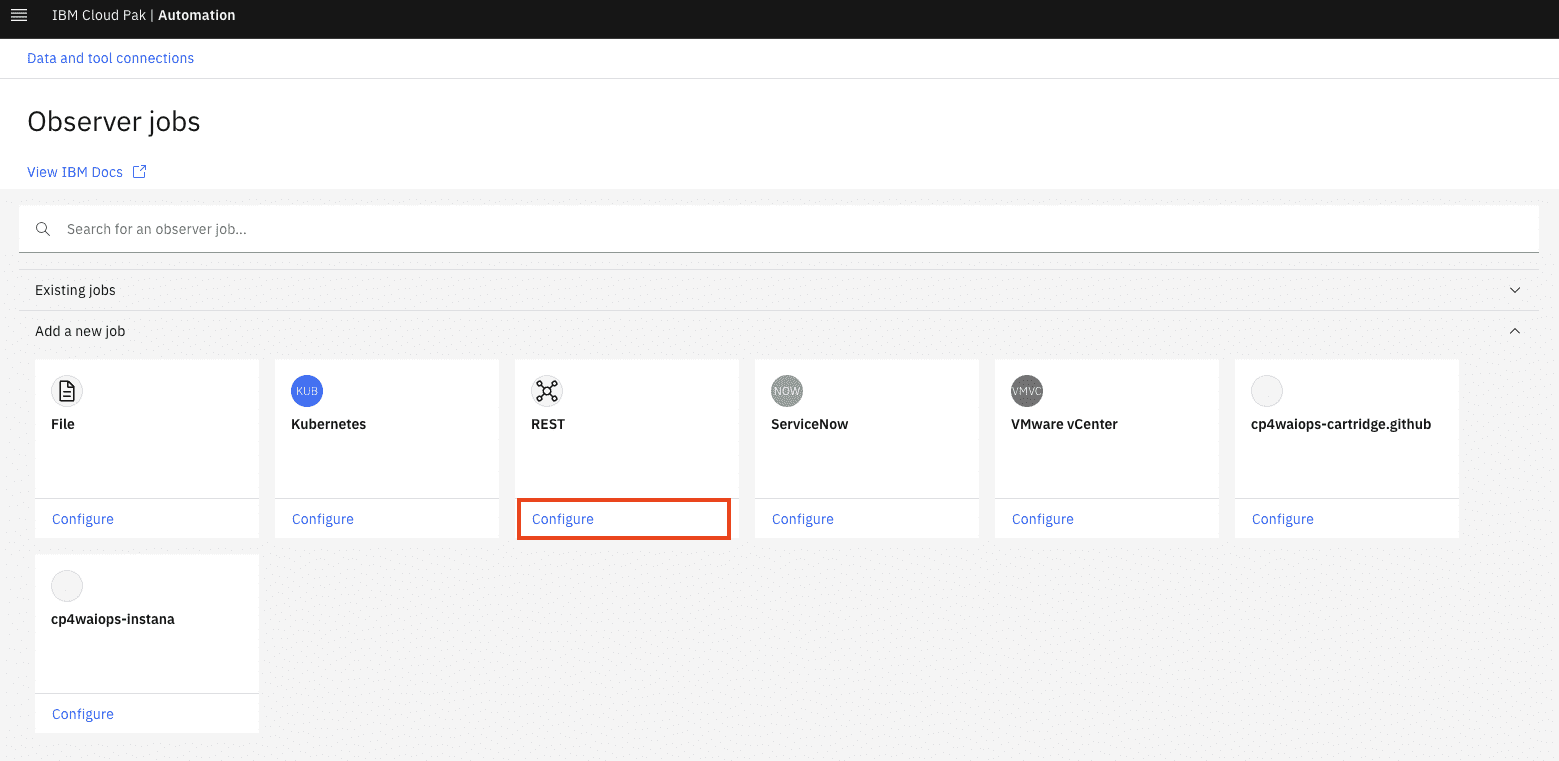 IBM Cloud Pak | Automation
Data and tool connections
Observer jobs
View IBM Docs
Search for an observer job...
Existing jobs
Add a new job
File
Configure
KUB
Kubernetes
Configure
REST
Configure
NOW
ServiceNow
Configure
VMVC
VMware vCenter
Configure
cp4waiops-cartridge.github
Configure
cp4waiops-instana
Configure